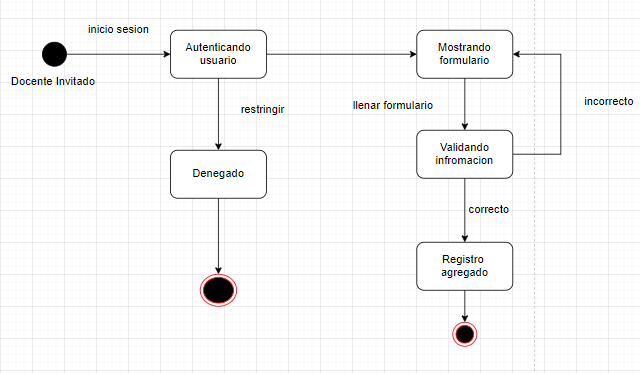 inicio sesion
Docente Invitado
Autenticando
usuario
Mostrando
formulario
restringir
llenar formulario
incorrecto
Denegado
Validando
infromacion
correcto
Registro
agregado